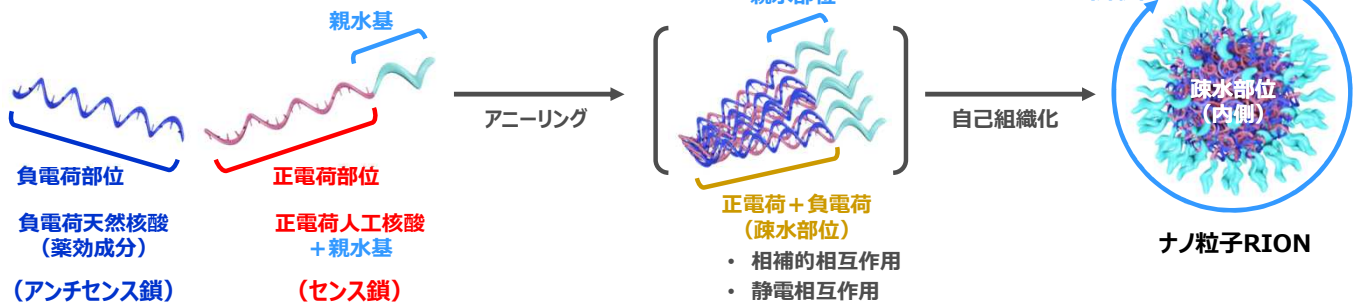 親水基
負電荷部位
負電荷天然核酸
（薬効成分）
（アンチセンス鎖）
正電荷部位
正電荷人工核酸
＋親水基
（センス鎖）
アニーリング
親水部位
正電荷＋負電荷
（疎水部位）
・ 相補的相互作用
・ 静電相互作用
自己組織化
疎水部位
（内側）
ナノ粒子RION